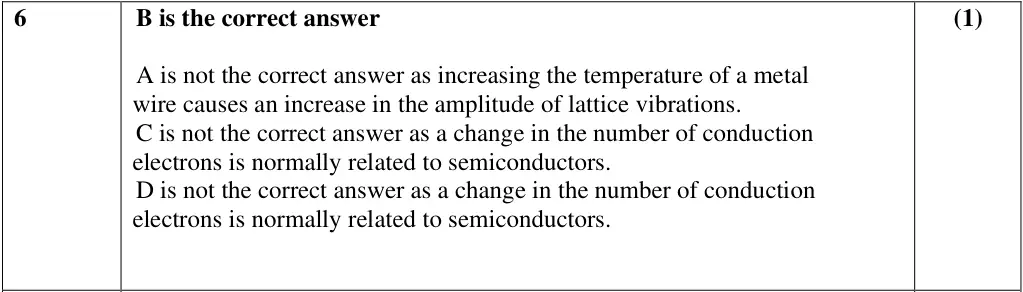 6 B is the correct answer (1)
A is not the correct answer as increasing the temperature of a metal
wire causes an increase in the amplitude of lattice vibrations.
C is not the correct answer as a change in the number of conduction
electrons is normally related to semiconductors.
D is not the correct answer as a change in the number of conduction
electrons is normally related to semiconductors.